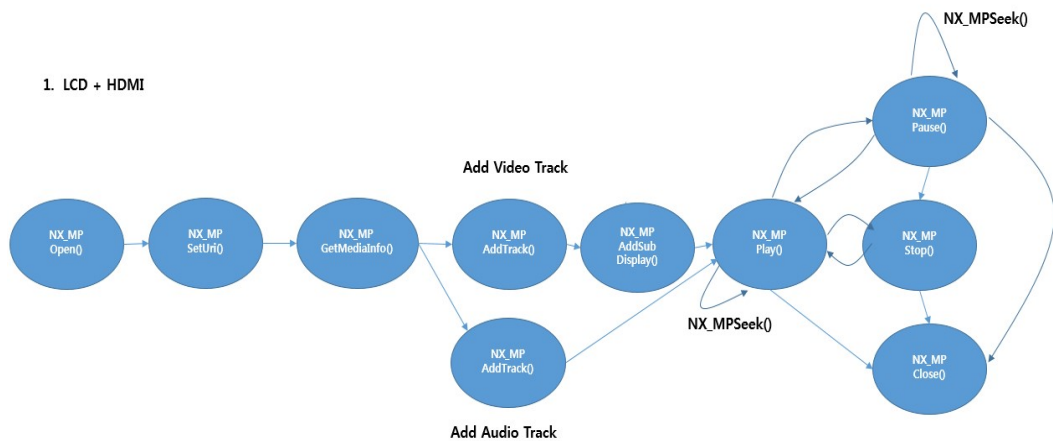 NX_MPSeek()
1. LCD + HDMI
NX_MP
Pause()
Add Video Track
NX_MP
Open()
NX_MP
SetUri()
NX_MP
GetMediaInfo()
NX_MP
AddTrack()
NX_MP
AddSub
Display()
NX_MP
Play()
NX_MP
Stop()
NX_MPSeek()
NX_MP
AddTrack()
NX_MP
Close()
Add Audio Track